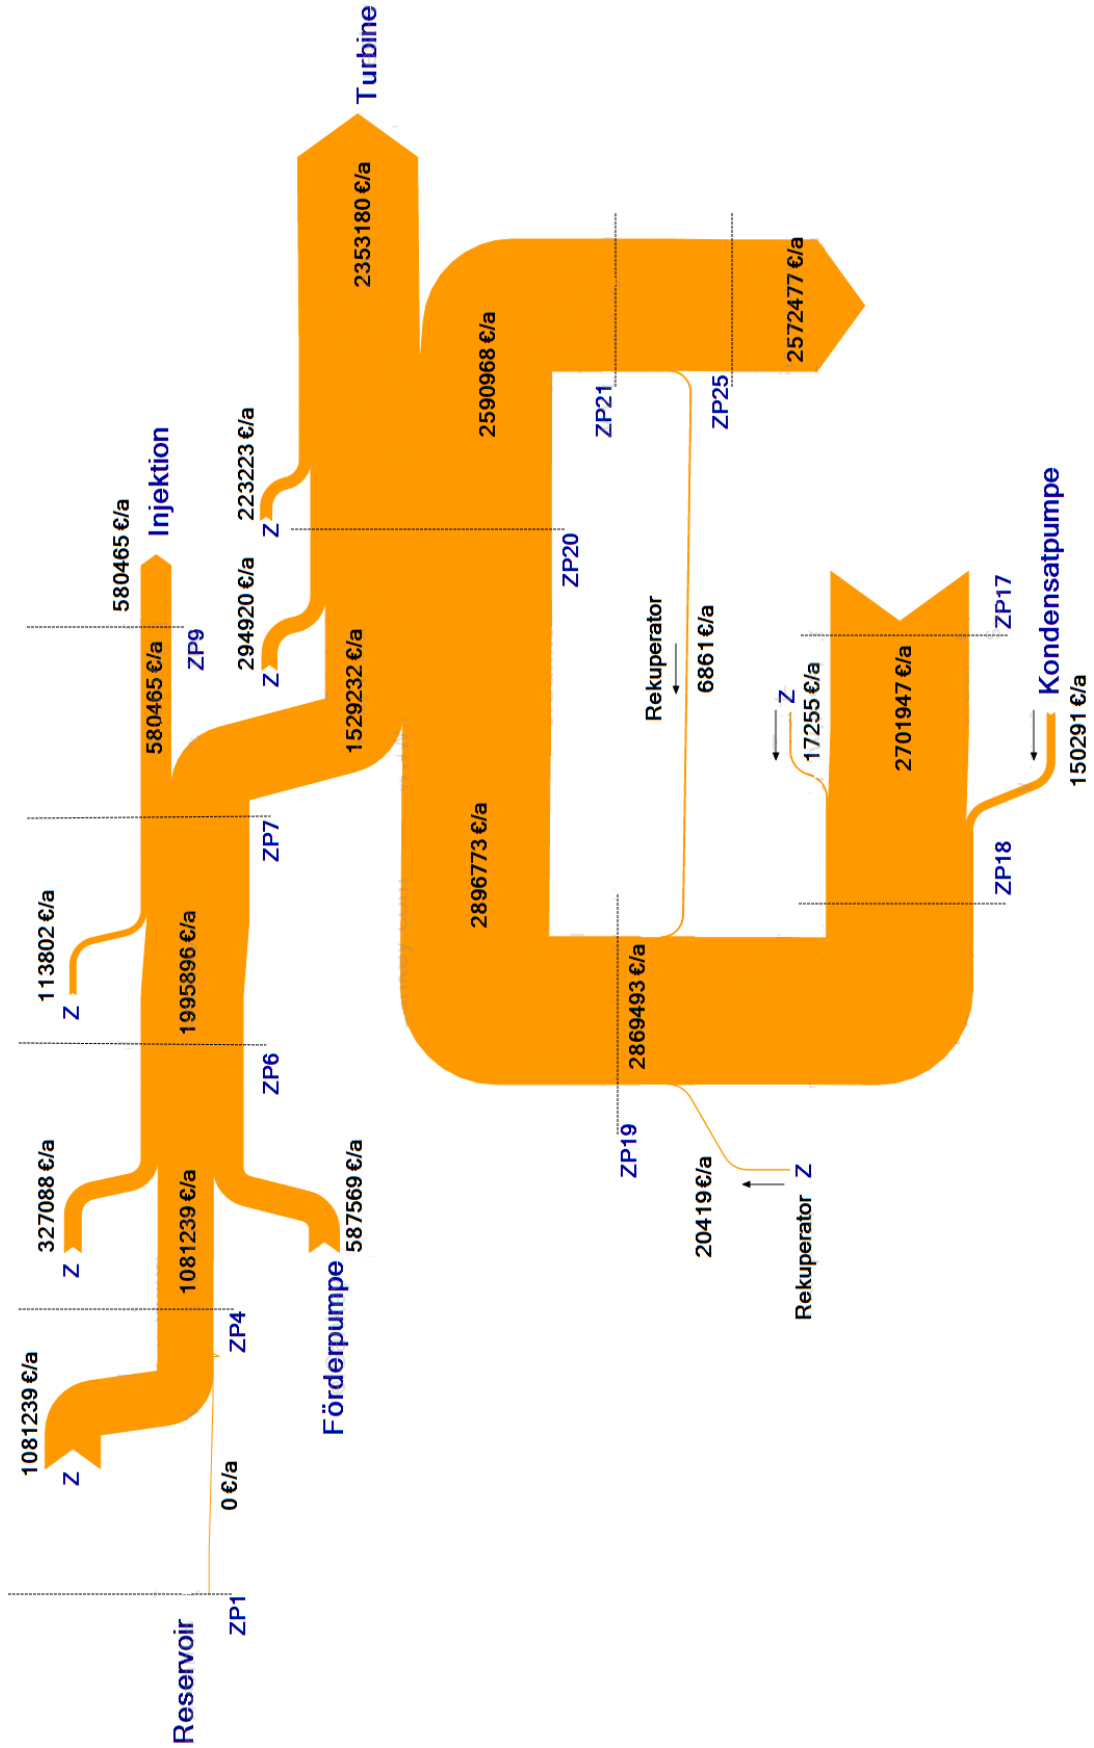 Reservoir
ZP1
0 €/a
1081239 €/a
Z
ZP4
1081239 €/a
327088 €/a
Z
Förderpumpe
587569 €/a
ZP6
1995896 €/a
113802 €/a
Z
ZP7
580465 €/a
ZP9
580465 €/a
Injektion
1529232 €/a
294920 €/a
Z
223223 €/a
Z
2353180 €/a
Turbine
2896773 €/a
ZP20
2590968 €/a
ZP21
ZP25
2572477 €/a
Rekuperator
6861 €/a
ZP19
2869493 €/a
20419 €/a
Z
Rekuperator
17255 €/a
Z
2701947 €/a
ZP17
ZP18
Kondensatpumpe
150291 €/a